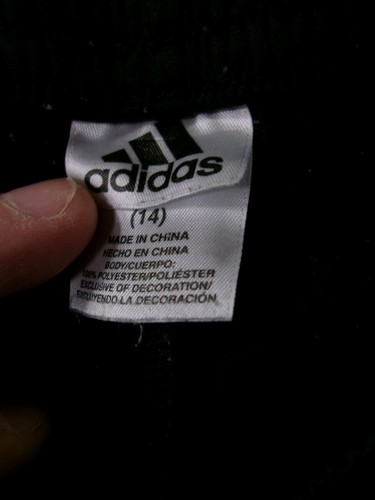 adidas
(14)
MADE IN CHINA
HECHO EN CHINA
BODY/CUERPO:
100% POLYESTER/POLIÉSTER
EXCLUSIVE OF DECORATION/
EXCLUYENDO LA DECORACIÓN